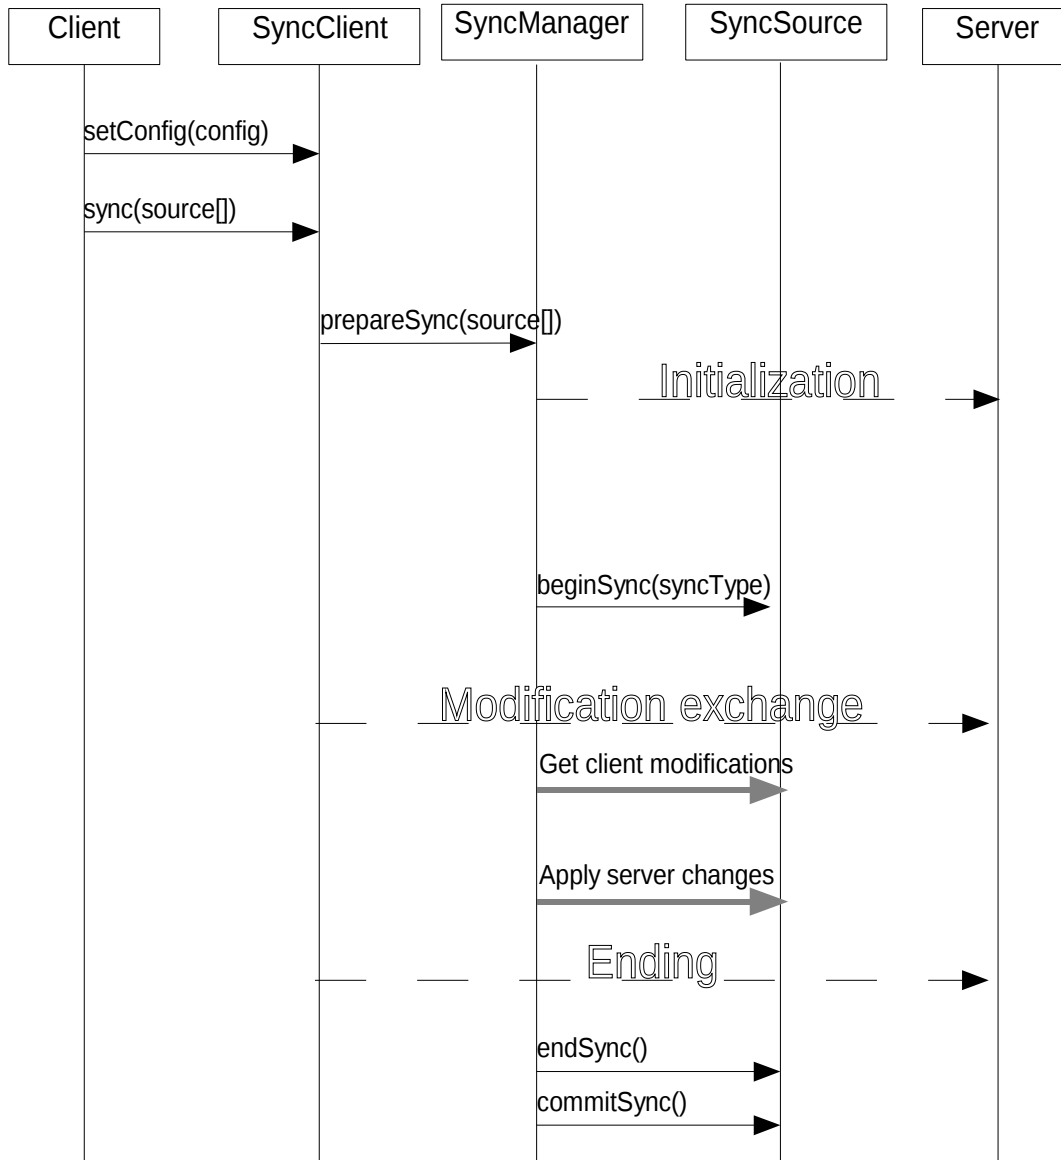 Client
SyncClient
SyncManager
SyncSource
Server
setConfig(config)
sync(source[])
prepareSync(source[])
Initialization
beginSync(syncType)
Modification exchange
Get client modifications
Apply server changes
Ending
endSync()
commitSync()